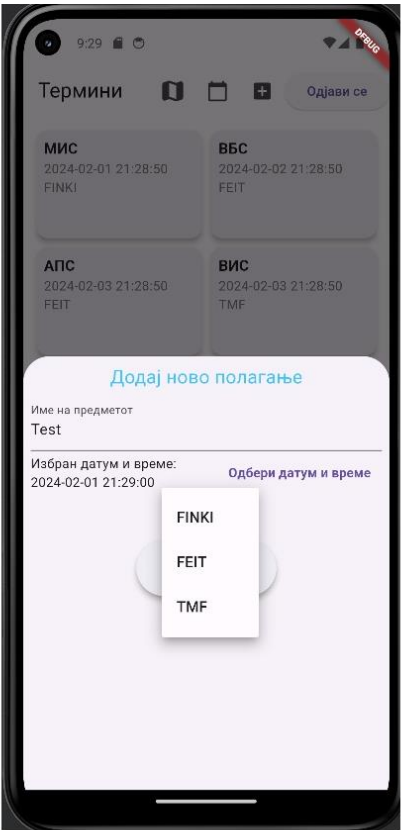 9:29
DEBUG
Термини
Одјави се
МИС
2024-02-01 21:28:50
FINKI
ВБС
2024-02-02 21:28:50
FEIT
АПС
2024-02-03 21:28:50
FEIT
ВИС
2024-02-03 21:28:50
TMF
Додај ново полагање
Име на предметот
Test
Избран датум и време:
2024-02-01 21:29:00
Одбери датум и време
FINKI
FEIT
TMF